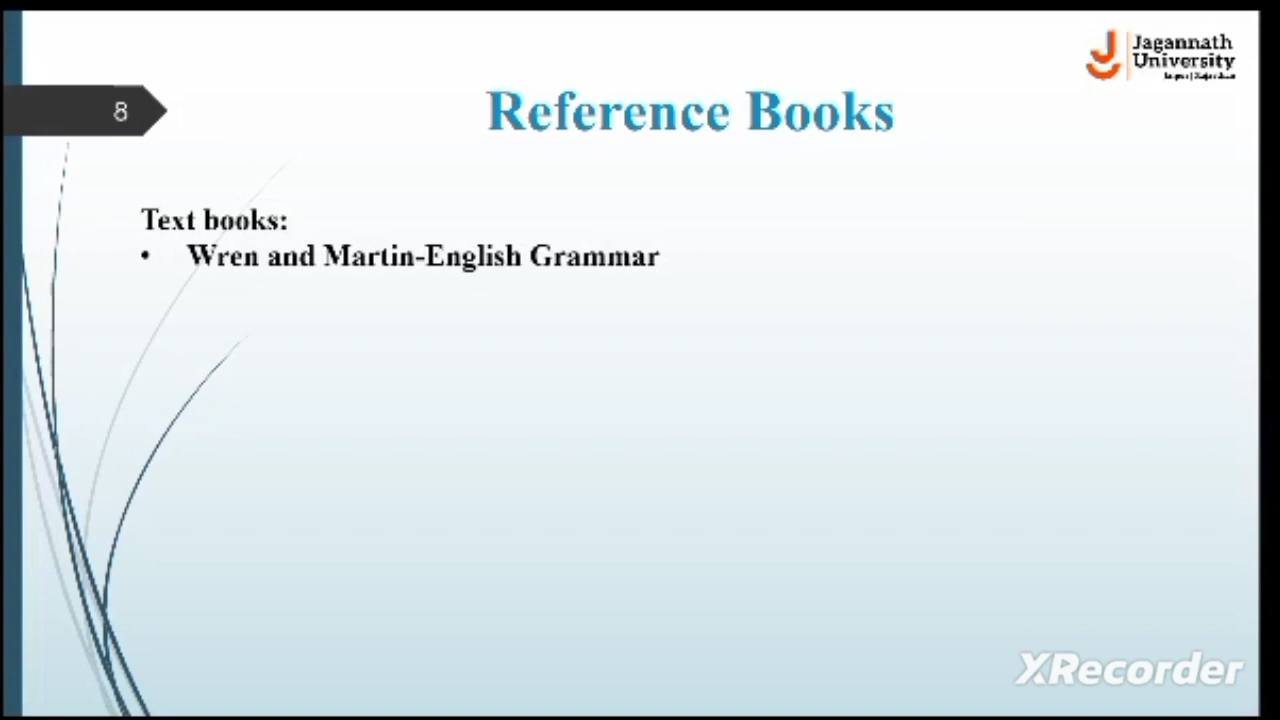 Jagannath
University
8
Reference Books
Text books:
• Wren and Martin-English Grammar
XRecorder